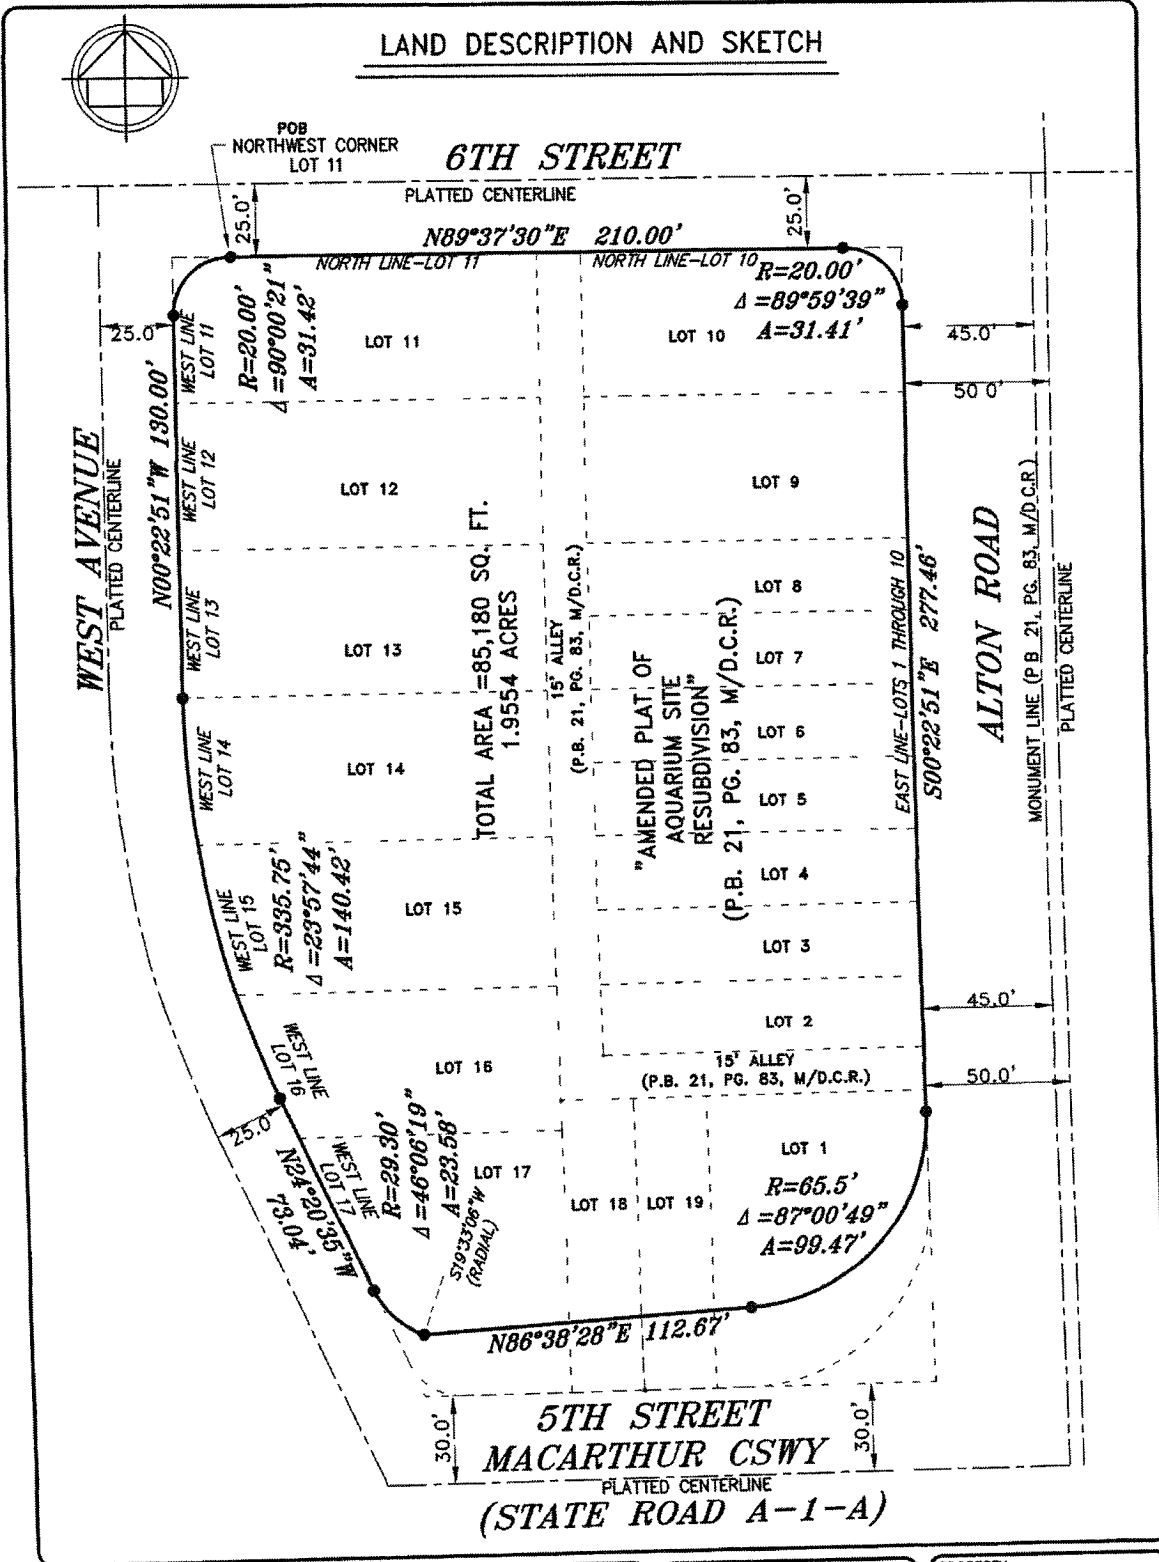 LAND DESCRIPTION AND SKETCH
POB
NORTHWEST CORNER
LOT 11
6TH STREET
PLATTED CENTERLINE
25.0'
25.0'
N89°37'30"E 210.00'
NORTH LINE-LOT 11
NORTH LINE-LOT 10
R=20.00'
Δ=89°59'39"
A=31.41'
25.0'
WEST LINE
LOT 11
R=20.00'
Δ=90°00'21"
A=31.42'
LOT 11
LOT 10
45.0'
50 0'
WEST AVENUE
PLATTED CENTERLINE
N00°22'51"W 130.00'
WEST LINE
LOT 12
LOT 12
LOT 9
WEST LINE
LOT 13
LOT 13
TOTAL AREA =85,180 SQ. FT.
1.9554 ACRES
15' ALLEY
(P.B. 21, PG. 83, M/D.C.R.)
"AMENDED PLAT OF
AQUARIUM SITE
RESUBDIVISION"
(P.B. 21, PG. 83, M/D.C.R.)
LOT 8
LOT 7
LOT 6
LOT 5
LOT 4
LOT 3
LOT 2
EAST LINE-LOTS 1 THROUGH 10
S00°22'51"E 277.46'
ALTON ROAD
MONUMENT LINE (P B 21, PG. 83, M/D.C.R.)
PLATTED CENTERLINE
WEST LINE
LOT 14
LOT 14
WEST LINE
LOT 15
R=335.75'
Δ=23°57'44"
A=140.42'
LOT 15
45.0'
WEST LINE
LOT 16
LOT 16
15' ALLEY
(P.B. 21, PG. 83, M/D.C.R.)
50.0'
25.0'
N24°20'35"W
73.04'
WEST LINE
LOT 17
R=29.30'
Δ=46°06'19"
A=23.58'
S19°33'06"W
(RADIAL)
LOT 17
LOT 18
LOT 19
LOT 1
R=65.5'
Δ=87°00'49"
A=99.47'
N86°38'28"E 112.67'
30.0'
5TH STREET
MACARTHUR CSWY
30.0'
PLATTED CENTERLINE
(STATE ROAD A-1-A)